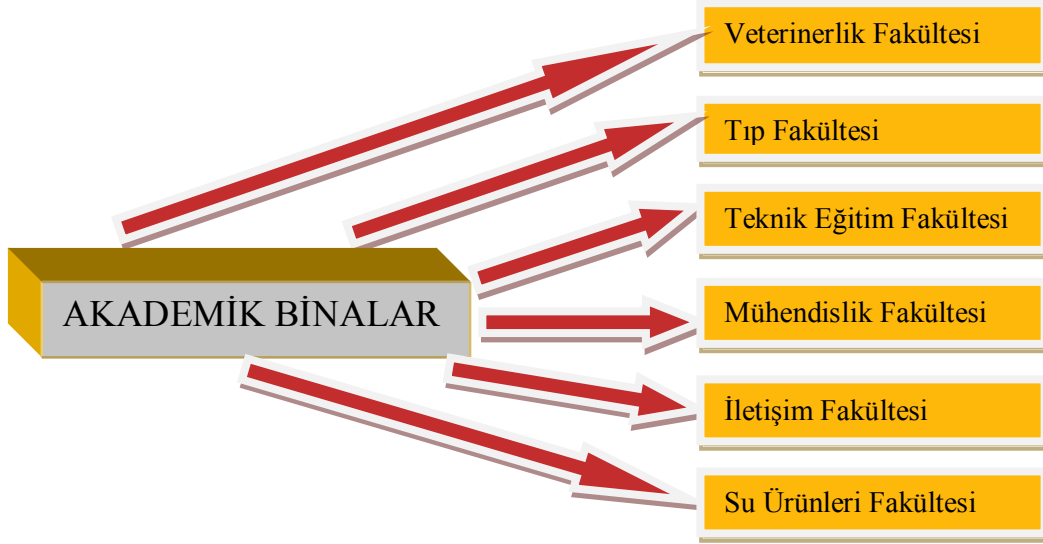 Veterinerlik Fakültesi
Tıp Fakültesi
Teknik Eğitim Fakültesi
AKADEMİK BİNALAR
Mühendislik Fakültesi
İletişim Fakültesi
Su Ürünleri Fakültesi